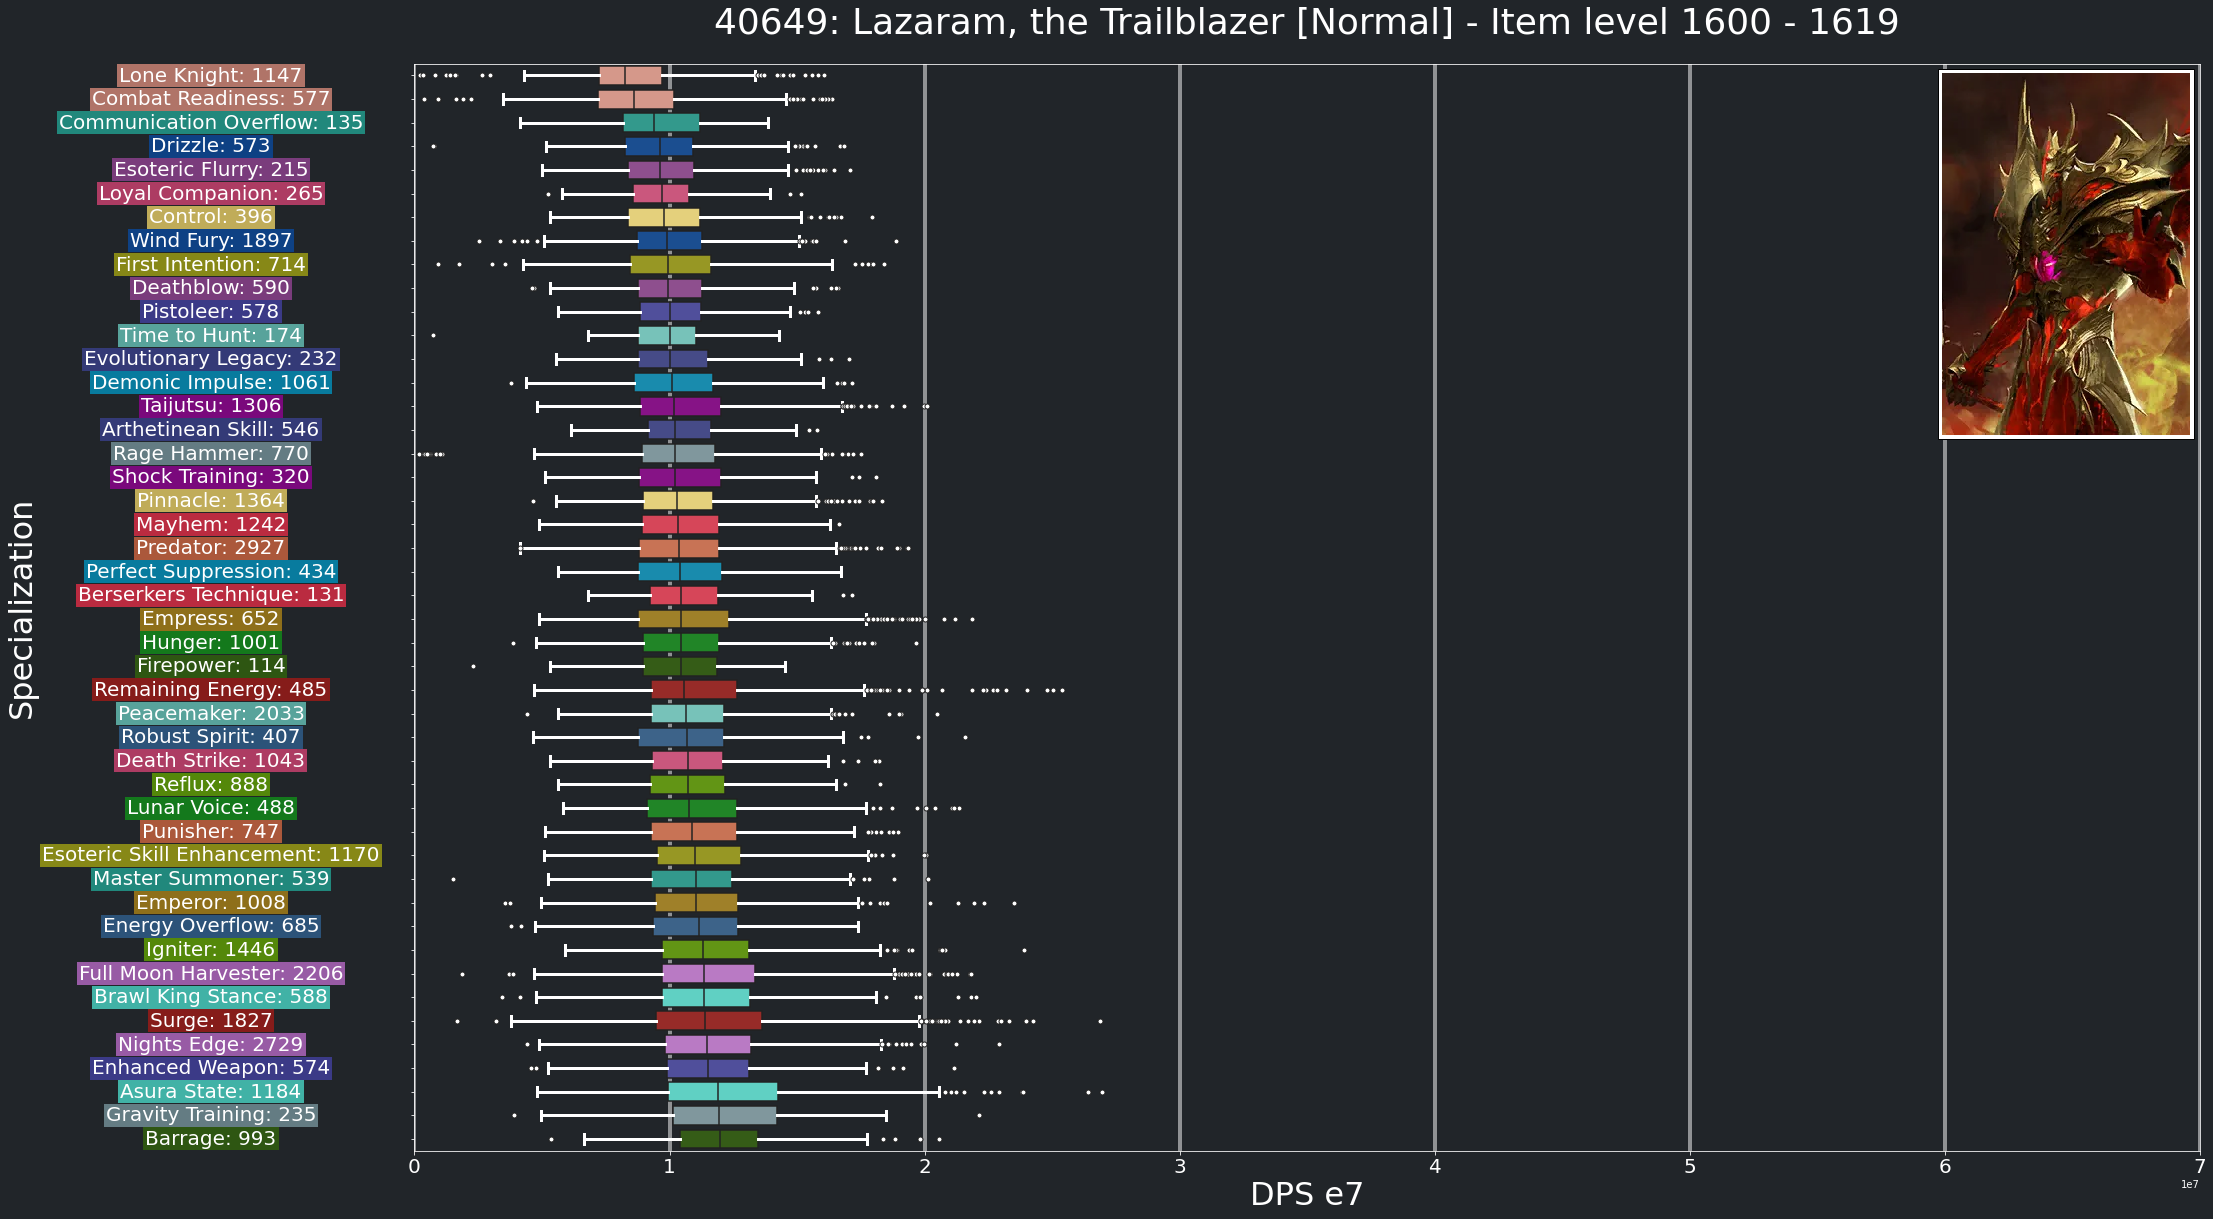 40649: Lazaram, the Trailblazer [Normal] - Item level 1600 - 1619
Specialization
Lone Knight: 1147
Combat Readiness: 577
Communication Overflow: 135
Drizzle: 573
Esoteric Flurry: 215
Loyal Companion: 265
Control: 396
Wind Fury: 1897
First Intention: 714
Deathblow: 590
Pistoleer: 578
Time to Hunt: 174
Evolutionary Legacy: 232
Demonic Impulse: 1061
Taijutsu: 1306
Arthetinean Skill: 546
Rage Hammer: 770
Shock Training: 320
Pinnacle: 1364
Mayhem: 1242
Predator: 2927
Perfect Suppression: 434
Berserkers Technique: 131
Empress: 652
Hunger: 1001
Firepower: 114
Remaining Energy: 485
Peacemaker: 2033
Robust Spirit: 407
Death Strike: 1043
Reflux: 888
Lunar Voice: 488
Punisher: 747
Esoteric Skill Enhancement: 1170
Master Summoner: 539
Emperor: 1008
Energy Overflow: 685
Igniter: 1446
Full Moon Harvester: 2206
Brawl King Stance: 588
Surge: 1827
Nights Edge: 2729
Enhanced Weapon: 574
Asura State: 1184
Gravity Training: 235
Barrage: 993
0 1 2 3 4 5 6 7
DPS e7
1e7